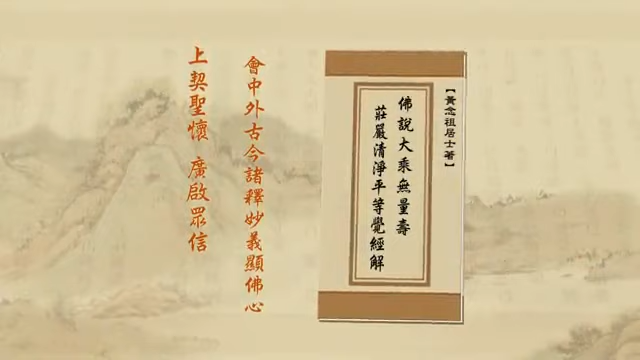 【黃念祖居士著】
佛說大乘無量壽
莊嚴清淨平等覺經解
會中外古今諸釋妙義顯佛心
上契聖懷 廣啟眾信